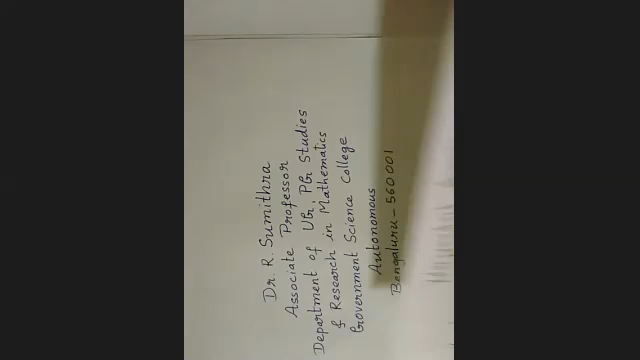 Dr. R. Sumithra
Associate Professor
Department of UG, PG Studies
& Research in Mathematics
Government Science College
Autonomous
Bengaluru - 560001